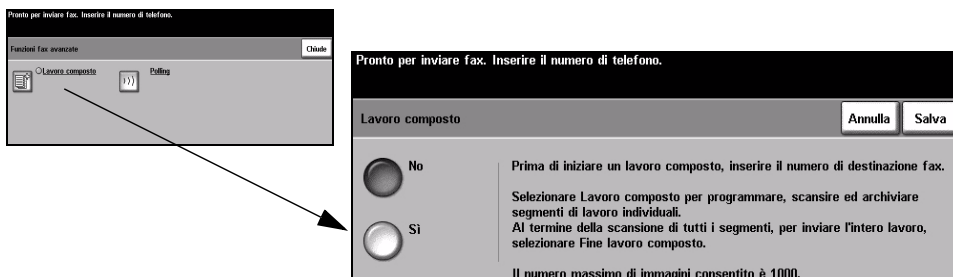 Pronto per inviare fax. Inserire il numero di telefono.
Funzioni fax avanzate
Chiude
Lavoro composto
Polling
Pronto per inviare fax. Inserire il numero di telefono.
Lavoro composto
Annulla
Salva
No
Prima di iniziare un lavoro composto, inserire il numero di destinazione fax.
Selezionare Lavoro composto per programmare, scansire ed archiviare
segmenti di lavoro individuali.
Sì
Al termine della scansione di tutti i segmenti, per inviare l'intero lavoro,
selezionare Fine lavoro composto.
Il numero massimo di immagini consentito è 1000.